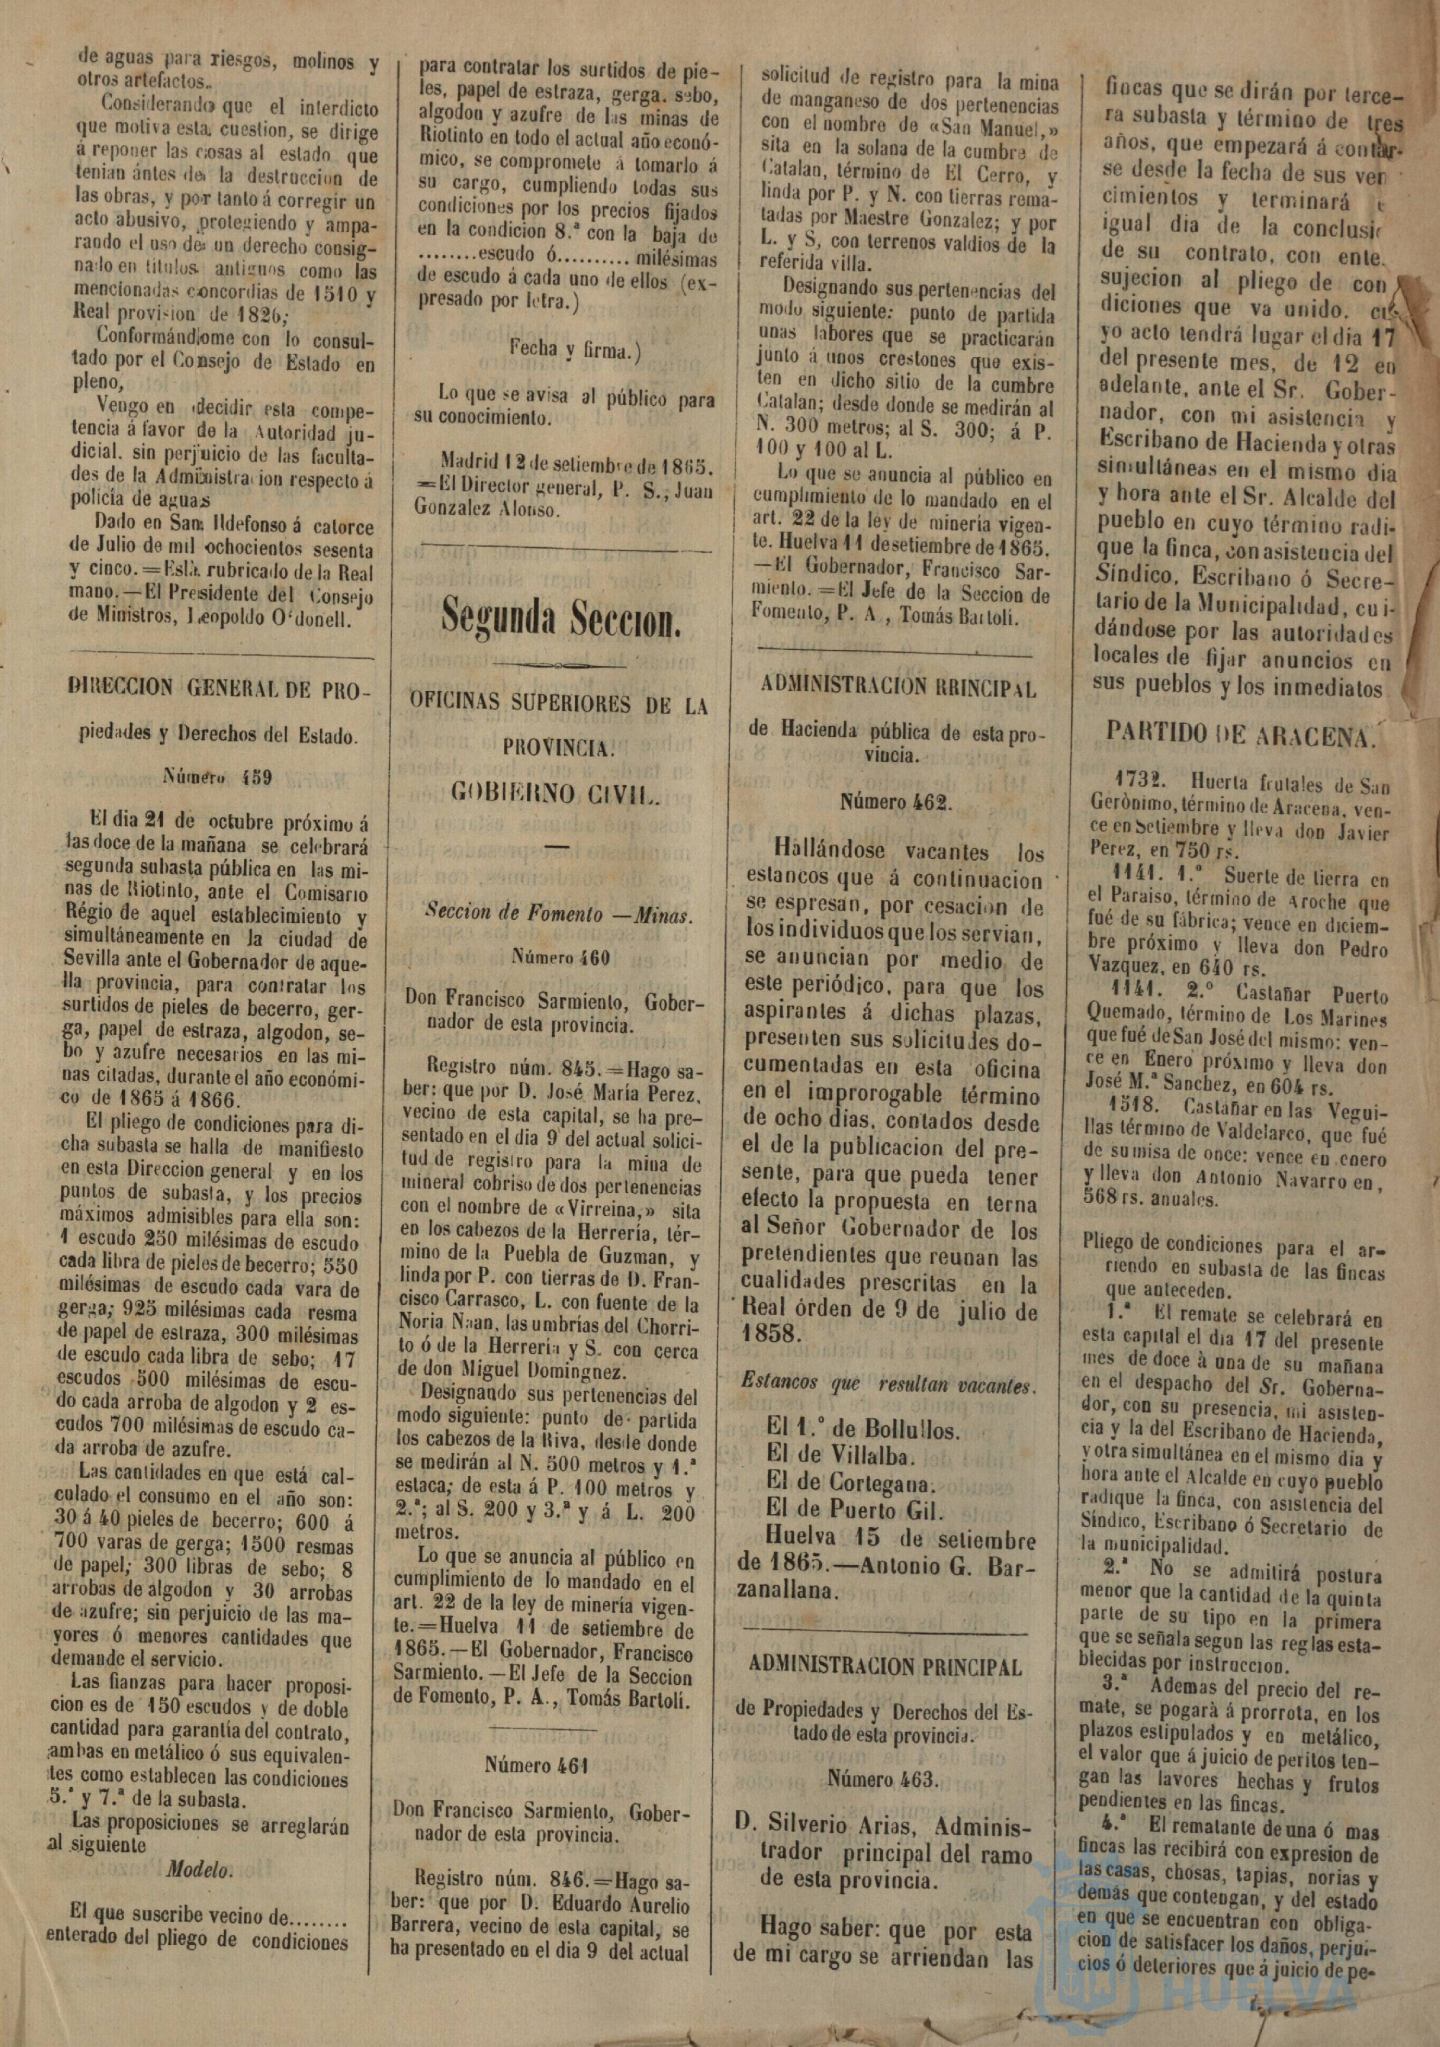 de aguas para riesgos, molinos y
otros artefactos.
Considerando que el interdicto
que motiva esta cuestion, se dirige
á reponer las cosas al estado que
tenian ántes de la destruccion de
las obras, y por tanto á corregir un
acto abusivo, protegiendo y ampa-
rando el uso de un derecho consig-
nado en títulos antiguos como las
mencionadas concordias de 1510 y
Real provision de 1826;
Conformándome con lo consul-
tado por el Consejo de Estado en
pleno,
Vengo en decidir esta compe-
tencia á favor de la Autoridad ju-
dicial, sin perjuicio de las faculta-
des de la Administracion respecto á
policía de aguas
Dado en San Ildefonso á catorce
de Julio de mil ochocientos sesenta
y cinco.=Está rubricado de la Real
mano.—El Presidente del Consejo
de Ministros, Leopoldo O'donell.
DIRECCION GENERAL DE PRO-
piedades y Derechos del Estado.
Número 459
El dia 21 de octubre próximo á
las doce de la mañana se celebrará
segunda subasta pública en las mi-
nas de Riotinto, ante el Comisario
Régio de aquel establecimiento y
simultáneamente en la ciudad de
Sevilla ante el Gobernador de aque-
lla provincia, para contratar los
surtidos de pieles de becerro, ger-
ga, papel de estraza, algodon, se-
bo y azufre necesarios en las mi-
nas citadas, durante el año económi-
co de 1865 á 1866.
El pliego de condiciones para di-
cha subasta se halla de manifiesto
en esta Direccion general y en los
puntos de subasta, y los precios
máximos admisibles para ella son:
1 escudo 250 milésimas de escudo
cada libra de pieles de becerro; 550
milésimas de escudo cada vara de
gerga; 925 milésimas cada resma
de papel de estraza, 300 milésimas
de escudo cada libra de sebo; 17
escudos 500 milésimas de escu-
do cada arroba de algodon y 2 es-
cudos 700 milésimas de escudo ca-
da arroba de azufre.
Las cantidades en que está cal-
culado el consumo en el año son:
30 á 40 pieles de becerro; 600 á
700 varas de gerga; 1500 resmas
de papel; 300 libras de sebo; 8
arrobas de algodon y 30 arrobas
de azufre; sin perjuicio de las ma-
yores ó menores cantidades que
demande el servicio.
Las fianzas para hacer proposi-
cion es de 150 escudos y de doble
cantidad para garantía del contrato,
ambas en metálico ó sus equivalen-
tes como establecen las condiciones
5.ª y 7.ª de la subasta.
Las proposiciones se arreglarán
al siguiente
Modelo.
El que suscribe vecino de........
enterado del pliego de condiciones
para contratar los surtidos de pie-
les, papel de estraza, gerga, sebo,
algodon y azufre de las minas de
Riotinto en todo el actual año econó-
mico, se compromete á tomarlo á
su cargo, cumpliendo todas sus
condiciones por los precios fijados
en la condicion 8.ª con la baja de
........escudo ó.......... milésimas
de escudo á cada uno de ellos (ex-
presado por letra.)
Fecha y firma.)
Lo que se avisa al público para
su conocimiento.
Madrid 12 de setiembre de 1865.
=El Director general, P. S., Juan
Gonzalez Alonso.
Segunda Seccion.
OFICINAS SUPERIORES DE LA
PROVINCIA.
GOBIERNO CIVIL.
Seccion de Fomento —Minas.
Número 460
Don Francisco Sarmiento, Gober-
nador de esta provincia.
Registro núm. 845.=Hago sa-
ber: que por D. José María Perez,
vecino de esta capital, se ha pre-
sentado en el dia 9 del actual solici-
tud de registro para la mina de
mineral cobriso de dos pertenencias
con el nombre de «Virreina,» sita
en los cabezos de la Herrería, tér-
mino de la Puebla de Guzman, y
linda por P. con tierras de D. Fran-
cisco Carrasco, L. con fuente de la
Noria Naan, las umbrías del Chorri-
to ó de la Herreria y S. con cerca
de don Miguel Domingnez.
Designando sus pertenencias del
modo siguiente: punto de partida
los cabezos de la Riva, desde donde
se medirán al N. 500 metros y 1.ª
estaca; de esta á P. 100 metros y
2.ª; al S. 200 y 3.ª y á L. 200
metros.
Lo que se anuncia al público en
cumplimiento de lo mandado en el
art. 22 de la ley de minería vigen-
te.=Huelva 11 de setiembre de
1865.—El Gobernador, Francisco
Sarmiento.—El Jefe de la Seccion
de Fomento, P. A., Tomás Bartolí.
Número 461
Don Francisco Sarmiento, Gober-
nador de esta provincia.
Registro núm. 846.=Hago sa-
ber: que por D. Eduardo Aurelio
Barrera, vecino de esta capital, se
ha presentado en el dia 9 del actual
solicitud de registro para la mina
de manganeso de dos pertenencias
con el nombre de «San Manuel,»
sita en la solana de la cumbre de
Catalan, término de El Cerro, y
linda por P. y N. con tierras rema-
tadas por Maestre Gonzalez; y por
L. y S, con terrenos valdíos de la
referida villa.
Designando sus pertenencias del
modo siguiente: punto de partida
unas labores que se practicarán
junto á unos crestones que exis-
ten en dicho sitio de la cumbre
Catalan; desde donde se medirán al
N. 300 metros; al S. 300; á P.
100 y 100 al L.
Lo que se anuncia al público en
cumplimiento de lo mandado en el
art. 22 de la ley de minería vigen-
te. Huelva 11 de setiembre de 1865.
—El Gobernador, Francisco Sar-
miento.=El Jefe de la Seccion de
Fomento, P. A., Tomás Bartolí.
ADMINISTRACION RRINCIPAL
de Hacienda pública de esta pro-
vincia.
Número 462.
Hallándose vacantes los
estancos que á continuacion
se espresan, por cesacion de
los individuos que los servian,
se anuncian por medio de
este periódico, para que los
aspirantes á dichas plazas,
presenten sus solicitudes do-
cumentadas en esta oficina
en el improrogable término
de ocho dias, contados desde
el de la publicacion del pre-
sente, para que pueda tener
efecto la propuesta en terna
al Señor Gobernador de los
pretendientes que reunan las
cualidades prescritas en la
Real órden de 9 de julio de
1858.
Estancos que resultan vacantes.
El 1.º de Bollullos.
El de Villalba.
El de Cortegana.
El de Puerto Gil.
Huelva 15 de setiembre
de 1865.—Antonio G. Bar-
zanallana.
ADMINISTRACION PRINCIPAL
de Propiedades y Derechos del Es-
tado de esta provincia.
Número 463.
D. Silverio Arias, Adminis-
trador principal del ramo
de esta provincia.
Hago saber: que por esta
de mi cargo se arriendan las
fincas que se dirán por terce-
ra subasta y término de tres
años, que empezará á contar-
se desde la fecha de sus ven
cimientos y terminará
igual dia de la
de su contrato, con
sujecion al pliego de con
diciones que va unido, cu-
yo acto tendrá lugar el dia 17
del presente mes, de 12 en
adelante, ante el Sr. Gober-
nador, con mi asistencia y
Escribano de Hacienda y otras
simultáneas en el mismo dia
y hora ante el Sr. Alcalde del
pueblo en cuyo término radi-
que la finca, con asistencia del
Síndico, Escribano ó Secre-
tario de la Municipalidad, cui-
dándose por las autoridades
locales de fijar anuncios en
sus pueblos y los inmediatos
PARTIDO DE ARACENA.
1732. Huerta frutales de San
Gerònimo, término de Aracena, ven-
ce en Setiembre y lleva don Javier
Perez, en 750 rs.
1141. 1.º Suerte de tierra en
el Paraiso, término de Aroche que
fué de su fábrica; vence en diciem-
bre próximo y lleva don Pedro
Vazquez, en 640 rs.
1141. 2.º Castañar Puerto
Quemado, término de Los Marines
que fué de San José del mismo: ven-
ce en Enero próximo y lleva don
José M.ª Sanchez, en 604 rs.
1518. Castañar en las Vegui-
llas término de Valdelarco, que fué
de su misa de once: vence en enero
y lleva don Antonio Navarro en,
568 rs. anuales.
Pliego de condiciones para el ar-
riendo en subasta de las fincas
que anteceden.
1.ª El remate se celebrará en
esta capital el dia 17 del presente
mes de doce à una de su mañana
en el despacho del Sr. Goberna-
dor, con su presencia, mi asisten-
cia y la del Escribano de Hacienda,
y otra simultánea en el mismo dia y
hora ante el Alcalde en cuyo pueblo
radique la finca, con asistencia del
Síndico, Escribano ó Secretario de
la municipalidad.
2.ª No se admitirá postura
menor que la cantidad de la quinta
parte de su tipo en la primera
que se señala segun las reglas esta-
blecidas por instruccion.
3.ª Ademas del precio del re-
mate, se pogarà á prorrota, en los
plazos estipulados y en metálico,
el valor que á juicio de peritos ten-
gan las lavores hechas y frutos
pendientes en las fincas.
4.ª El rematante de una ó mas
fincas las recibirá con expresion de
las casas, chosas, tapias, norias y
demás que contengan, y del estado
en que se encuentran con obliga-
cion de satisfacer los daños, perjui-
cios ó deteriores que á juicio de pe-
HUELVA